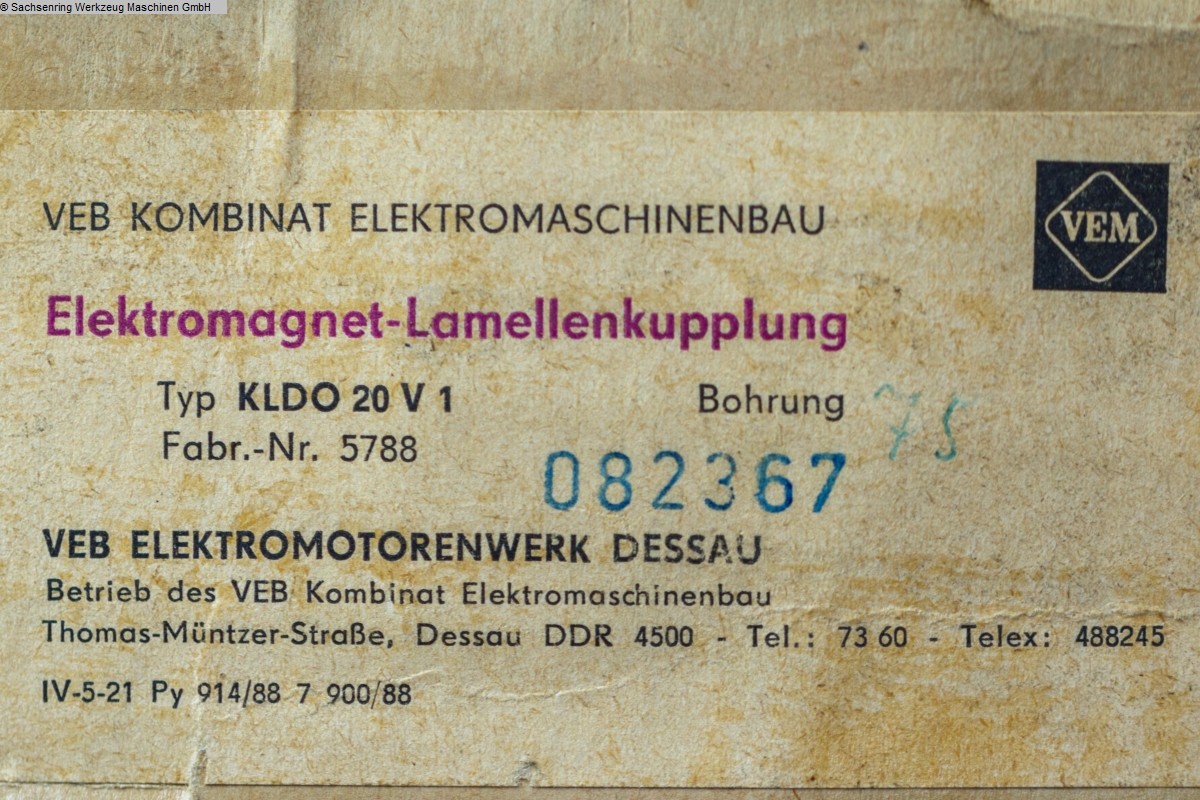 © Sachsenring Werkzeug Maschinen GmbH
VEB KOMBINAT ELEKTROMASCHINENBAU
VEM
Elektromagnet-Lamellenkupplung
Typ KLDO 20 V 1 Bohrung 75
Fabr.-Nr. 5788
082367
VEB ELEKTROMOTORENWERK DESSAU
Betrieb des VEB Kombinat Elektromaschinenbau
Thomas-Müntzer-Straße, Dessau DDR 4500 - Tel.: 73 60 - Telex: 488245
IV-5-21 Py 914/88 7 900/88